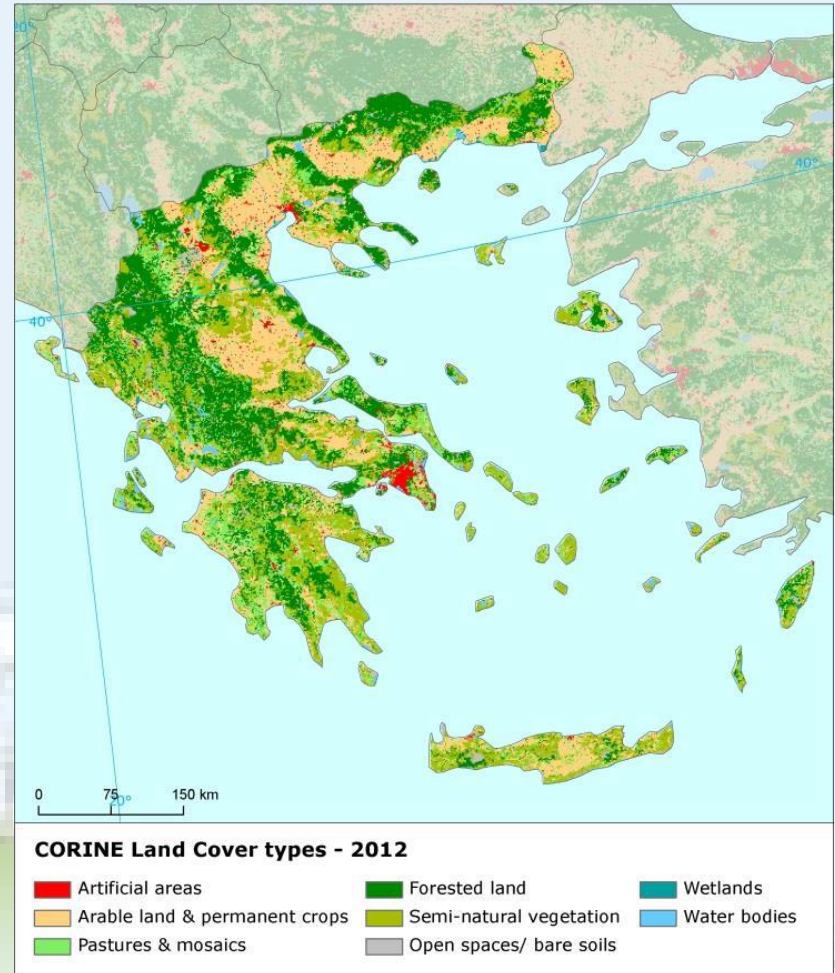 20°
40°
40°
0 75 150 km
20°
CORINE Land Cover types - 2012
Artificial areas
Forested land
Wetlands
Arable land & permanent crops
Semi-natural vegetation
Water bodies
Pastures & mosaics
Open spaces/ bare soils